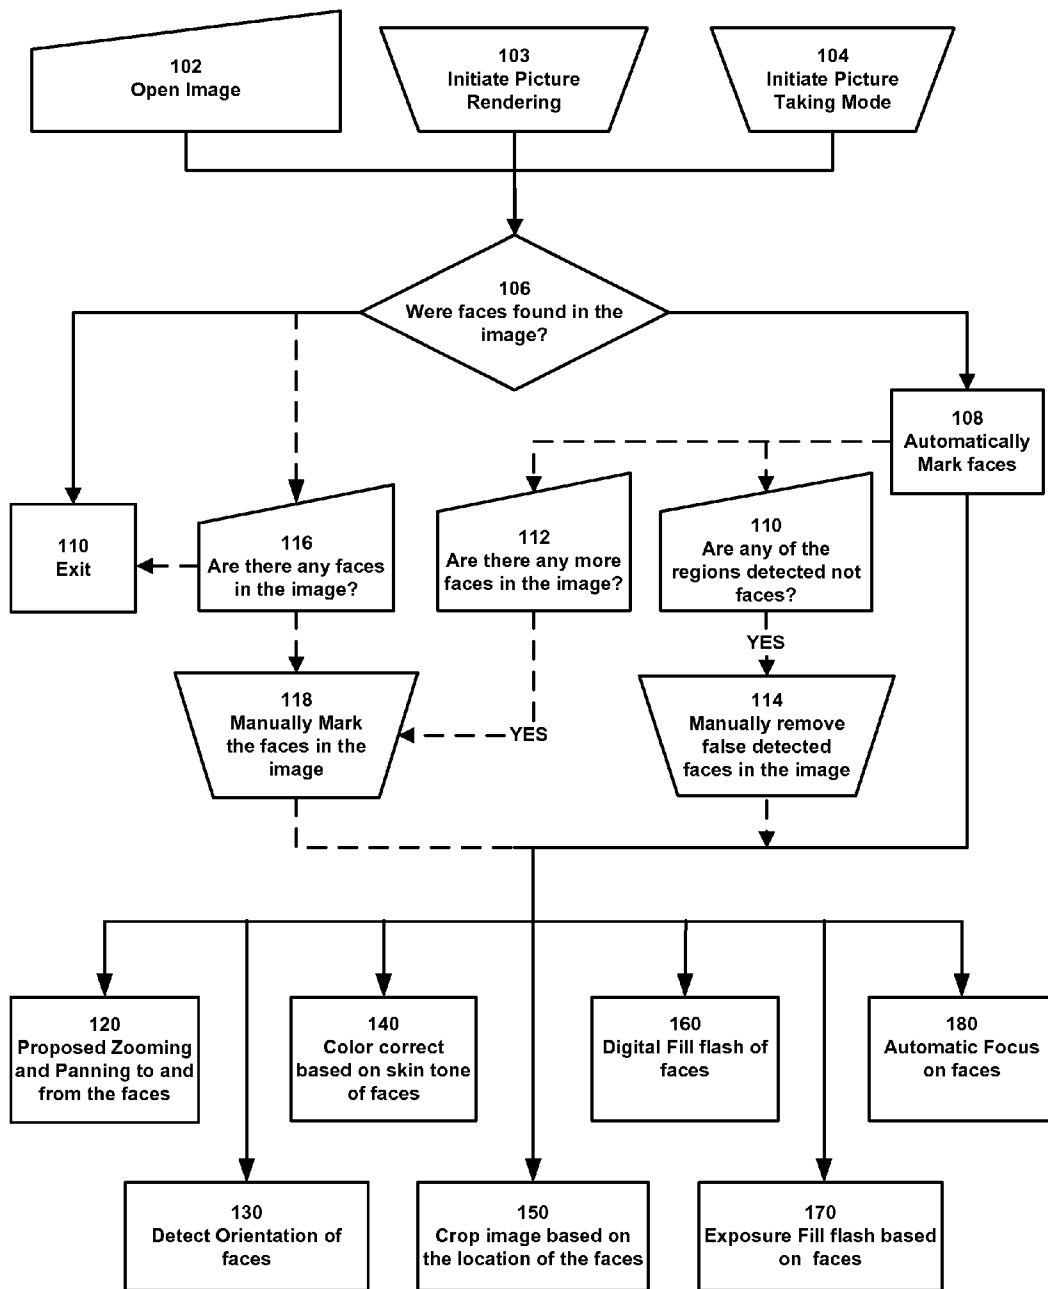 102
Open Image
103
Initiate Picture
Rendering
104
Initiate Picture
Taking Mode
106
Were faces found in the
image?
108
Automatically
Mark faces
110
Exit
116
Are there any faces
in the image?
112
Are there any more
faces in the image?
110
Are any of the
regions detected not
faces?
YES
118
Manually Mark
the faces in the
image
YES
114
Manually remove
false detected
faces in the image
120
Proposed Zooming
and Panning to and
from the faces
140
Color correct
based on skin tone
of faces
160
Digital Fill flash of
faces
180
Automatic Focus
on faces
130
Detect Orientation of
faces
150
Crop image based on
the location of the faces
170
Exposure Fill flash based
on faces